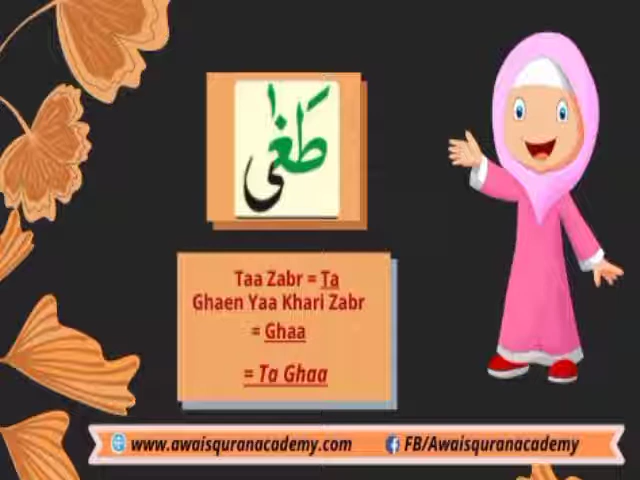 طَغٰى
Taa Zabr = Ta
Ghaen Yaa Khari Zabr
= Ghaa
= Ta Ghaa
www.awaisquranacademy.com
FB/Awaisquranacademy